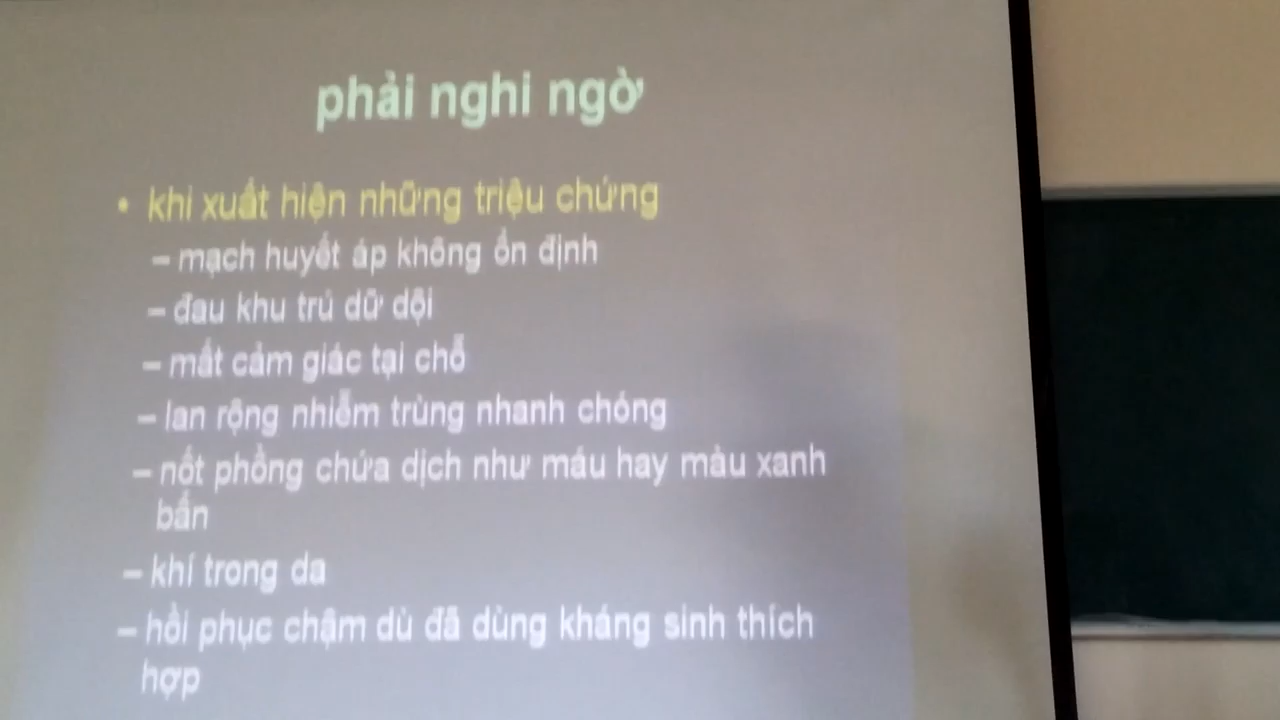 phải nghi ngờ
• khi xuất hiện những triệu chứng
– mạch huyết áp không ổn định
– đau khu trú dữ dội
– mất cảm giác tại chỗ
– lan rộng nhiễm trùng nhanh chóng
– nốt phồng chứa dịch như máu hay màu xanh
bẩn
– khí trong da
– hồi phục chậm dù đã dùng kháng sinh thích
hợp